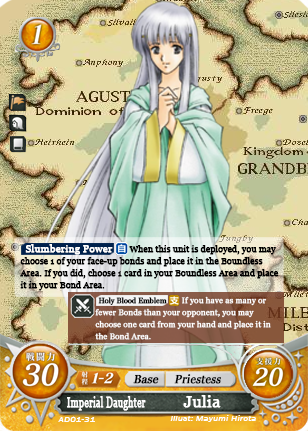 1
Silvail
Anphony
AGUST
Dominion of
Freege
Heirhein
Kingdom
GRANDB
Jungby
MILE
Slumbering Power 自 When this unit is deployed, you may
choose 1 of your face-up bonds and place it in the Boundless
Area. If you did, choose 1 card in your Boundless Area and place
it in your Bond Area.
Holy Blood Emblem 支 If you have as many or
fewer Bonds than your opponent, you may
choose one card from your hand and place it in
the Bond Area.
戦闘力
30
射程 1-2
Base
Priestess
支援力
20
Imperial Daughter
Julia
AD01-31
Illust: Mayumi Hirota